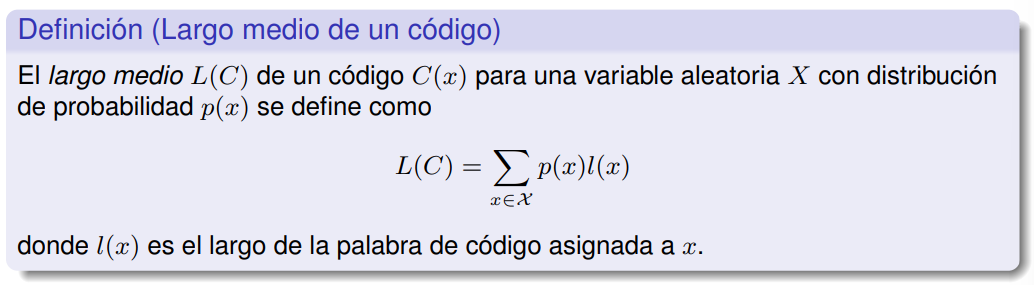 Definición (Largo medio de un código)
El largo medio L(C) de un código C(x) para una variable aleatoria X con distribución
de probabilidad p(x) se define como
L(C) = ∑ p(x)l(x)
x∈𝒳
donde l(x) es el largo de la palabra de código asignada a x.